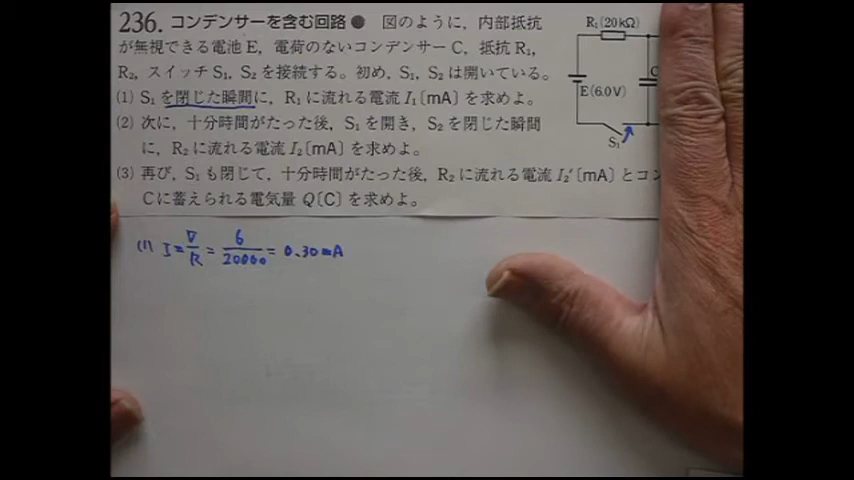 236. コンデンサーを含む回路 ● 図のように，内部抵抗
が無視できる電池 E，電荷のないコンデンサー C，抵抗 R₁，
R₂，スイッチ S₁，S₂ を接続する。初め，S₁，S₂ は開いている。
(1) S₁ を閉じた瞬間に，R₁ に流れる電流 I₁〔mA〕を求めよ。
(2) 次に，十分時間がたった後，S₁ を開き，S₂ を閉じた瞬間
に，R₂ に流れる電流 I₂〔mA〕を求めよ。
(3) 再び，S₁ も閉じて，十分時間がたった後，R₂ に流れる電流 I₂′〔mA〕とコン
C に蓄えられる電気量 Q〔C〕を求めよ。
R₁(20kΩ)
C
E(6.0V)
S₁
(1) I = V/R = 6/20000 = 0.30mA